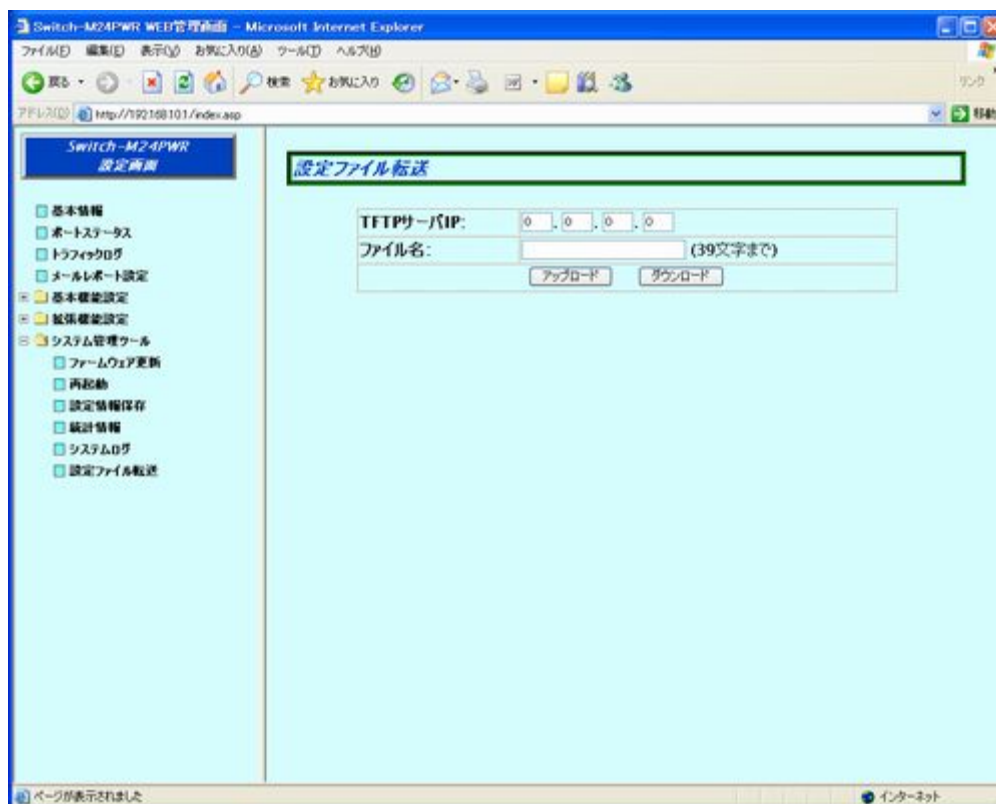 Switch-M24PWR WEB管理画面 - Microsoft Internet Explorer
ファイル(F) 編集(E) 表示(V) お気に入り(A) ツール(T) ヘルプ(H)
戻る 検索 お気に入り リンク
アドレス(D) http://192.168.10.1/index.asp 移動
Switch-M24PWR
設定画面
基本情報
ポートステータス
トラフィックログ
メールレポート設定
基本機能設定
拡張機能設定
システム管理ツール
ファームウェア更新
再起動
設定情報保存
統計情報
システムログ
設定ファイル転送
設定ファイル転送
TFTPサーバIP: 0 . 0 . 0 . 0
ファイル名: (39文字まで)
アップロード ダウンロード
ページが表示されました インターネット